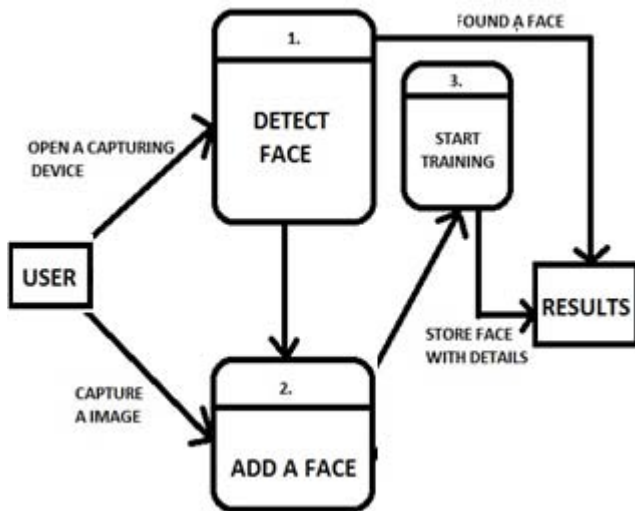 FOUND A FACE
1.
3.
DETECT
FACE
START
TRAINING
OPEN A CAPTURING
DEVICE
USER
RESULTS
STORE FACE
WITH DETAILS
CAPTURE
A IMAGE
2.
ADD A FACE